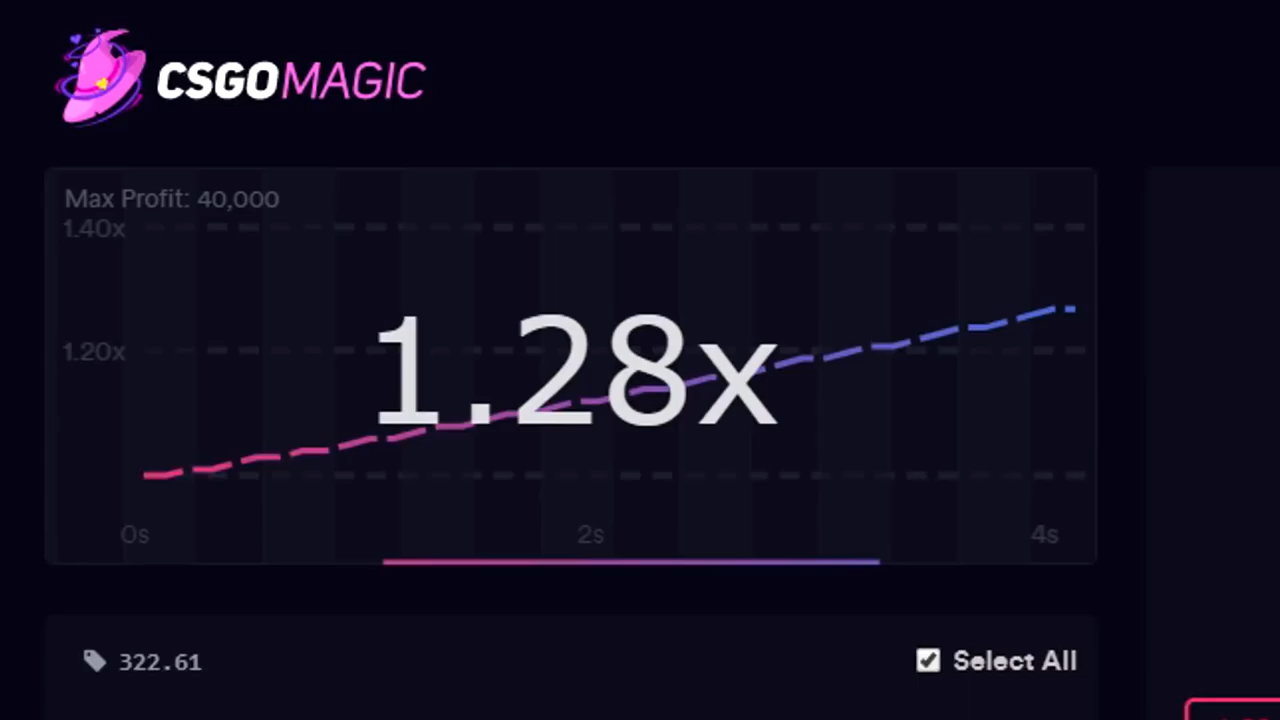 CSGOMAGIC
Max Profit: 40,000
1.40x
1.20x
1.28x
0s 2s 4s
322.61 Select All